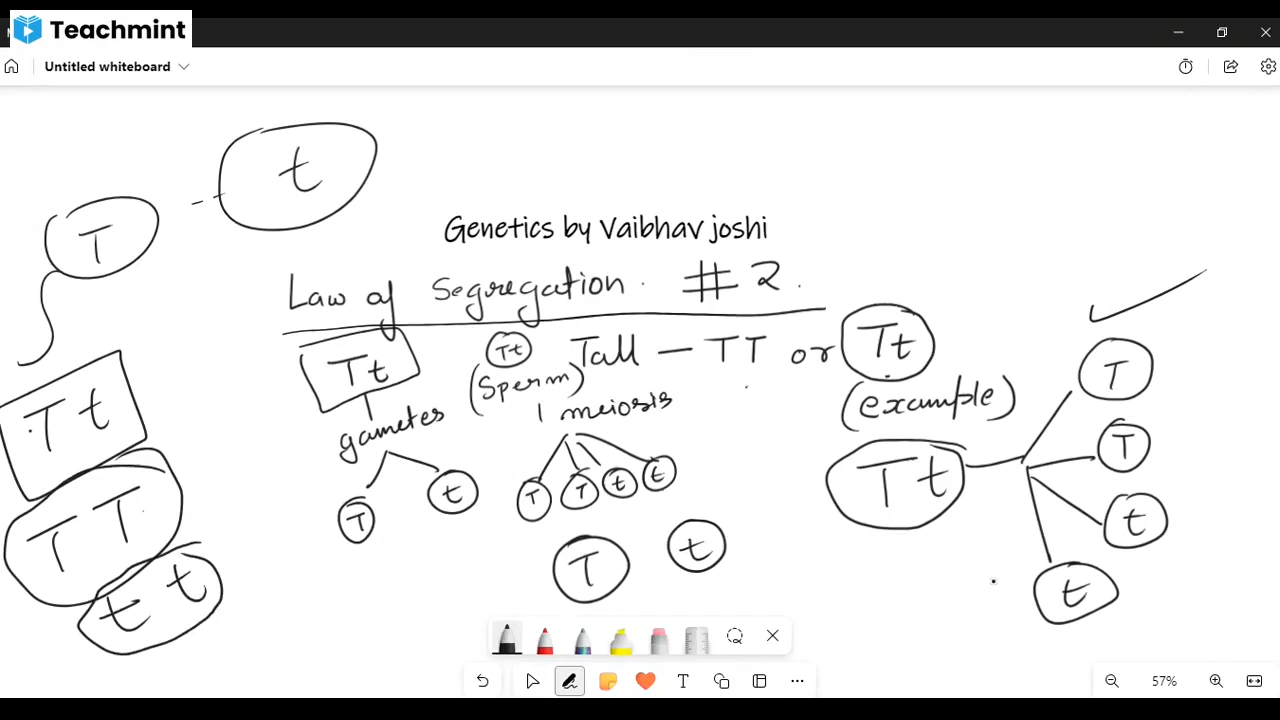 Teachmint
Untitled whiteboard
t
T
Genetics by Vaibhav joshi
Law of Segregation. # 2.
Tt
Tt
Tall - TT or Tt
(Sperm)
(example)
gametes
meiosis
T
T
t
T
T
t
t
Tt
T
t
t
T
t
Tt
TT
tt
57%